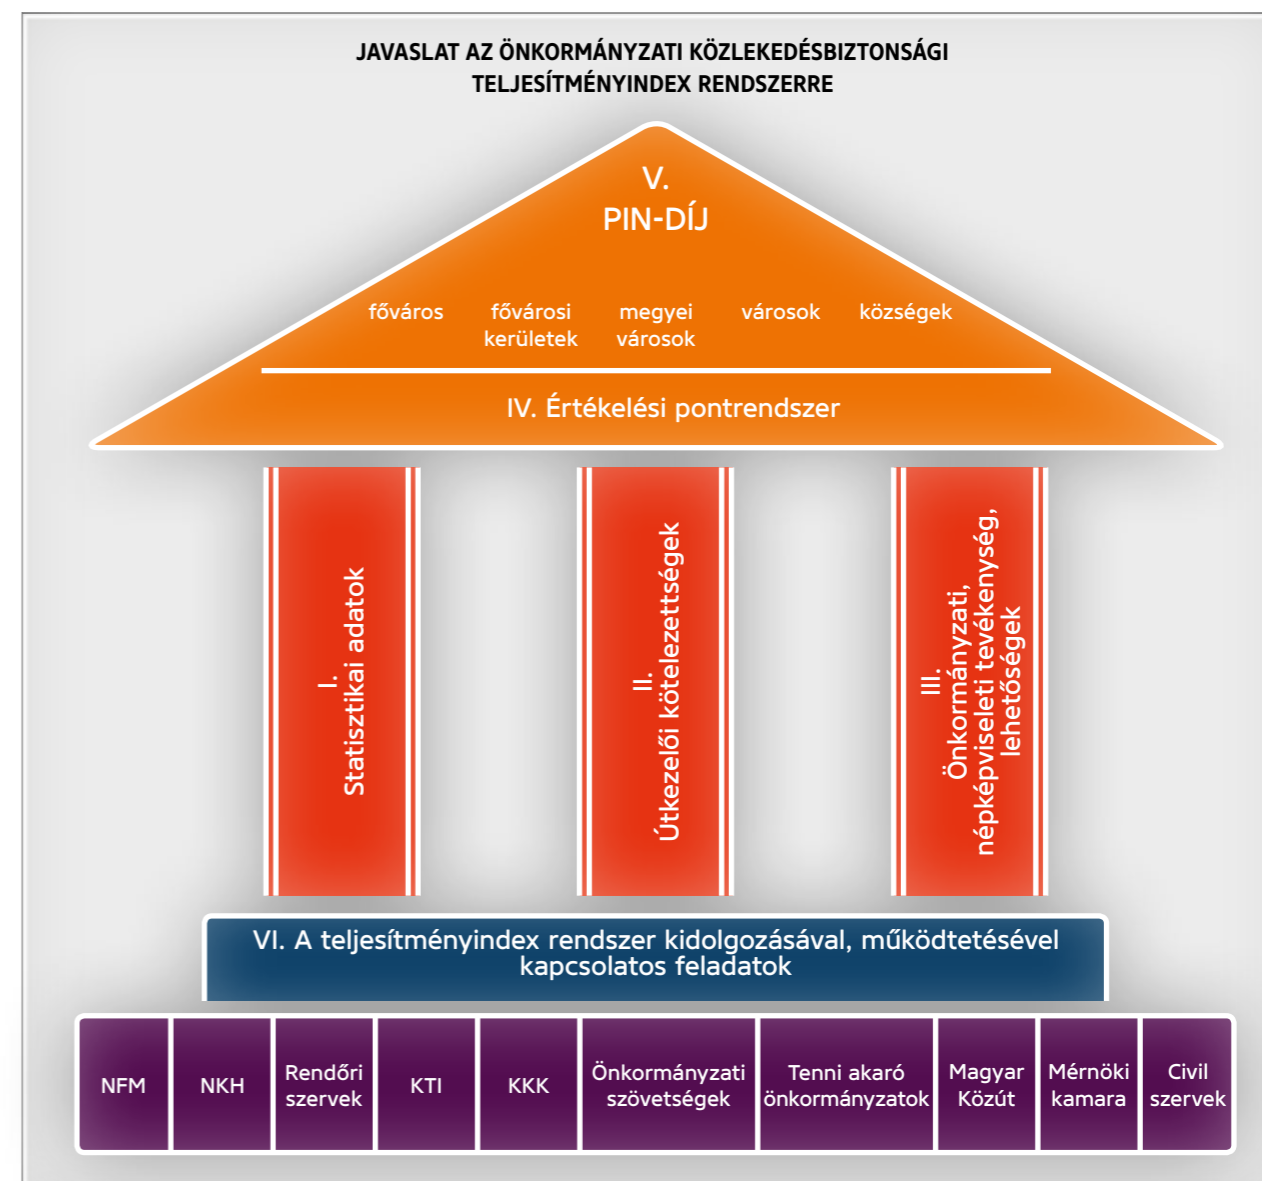 JAVASLAT AZ ÖNKORMÁNYZATI KÖZLEKEDÉSBIZTONSÁGI
TELJESÍTMÉNYINDEX RENDSZERRE
V.
PIN-DÍJ
főváros
fővárosi
kerületek
megyei
városok
városok
községek
IV. Értékelési pontrendszer
I.
Statisztikai adatok
II.
Útkezelői kötelezettségek
III.
Önkormányzati,
népképviseleti tevékenység,
lehetőségek
VI. A teljesítményindex rendszer kidolgozásával, működtetésével
kapcsolatos feladatok
NFM
NKH
Rendőri
szervek
KTI
KKK
Önkormányzati
szövetségek
Tenni akaró
önkormányzatok
Magyar
Közút
Mérnöki
kamara
Civil
szervek